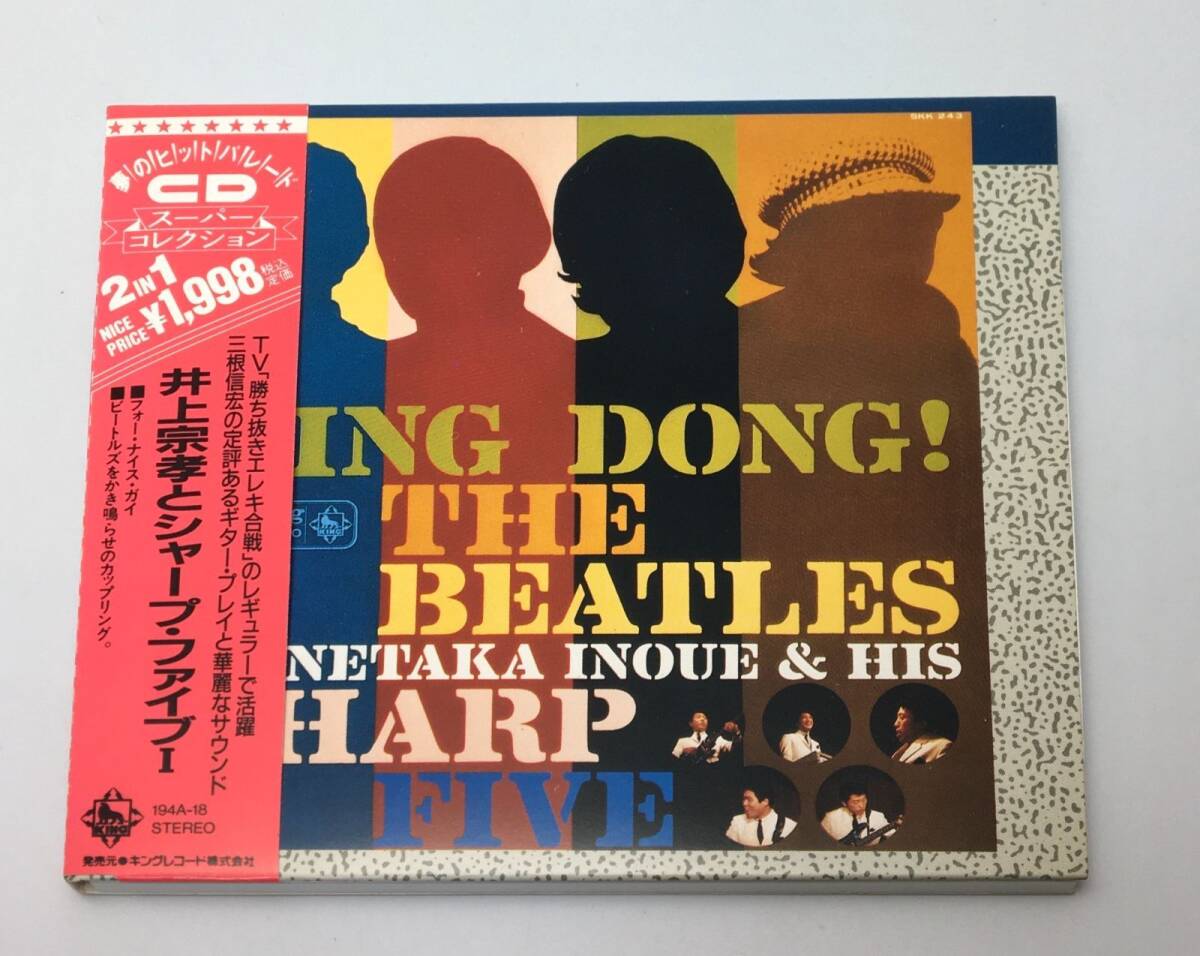 夢のヒットパレード
CD
スーパー
コレクション
2 IN 1
NICE
PRICE
¥1,998
税込
定価
TV「勝ち抜きエレキ合戦」のレギュラーで活躍
三根信宏の定評あるギター・プレイと華麗なサウンド
井上宗孝とシャープ・ファイブI
■フォー・ナイス・ガイ
■ビートルズをかき鳴らせのカップリング。
KING
194A-18
STEREO
発売元●キングレコード株式会社
SKK 243
ING DONG!
KING
THE
BEATLES
NETAKA INOUE & HIS
HARP
FIVE